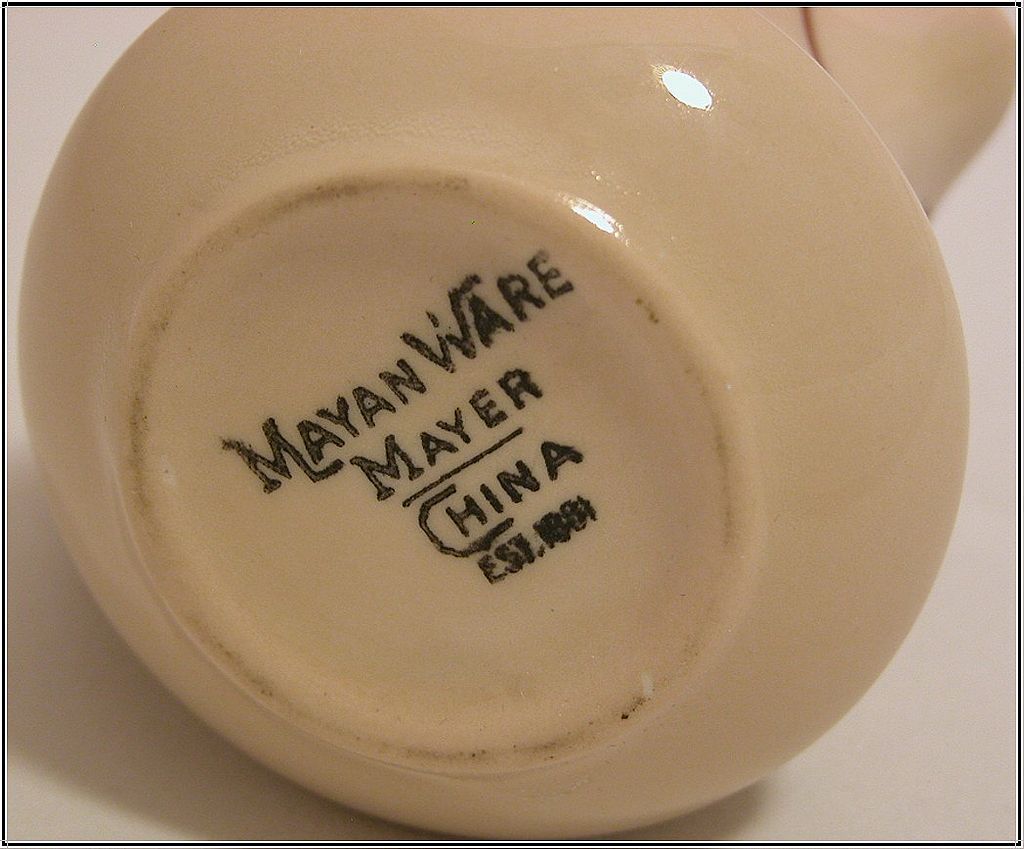 MAYAN WARE
MAYER
CHINA
EST. 1881